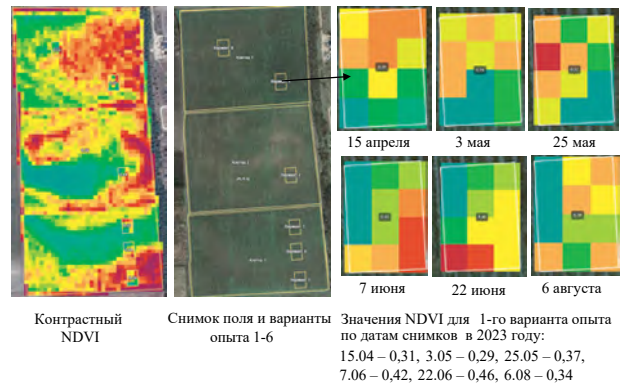 15 апреля
3 мая
25 мая
7 июня
22 июня
6 августа
Контрастный
NDVI
Снимок поля и варианты
опыта 1-6
Значения NDVI для 1-го варианта опыта
по датам снимков в 2023 году:
15.04 – 0,31, 3.05 – 0,29, 25.05 – 0,37,
7.06 – 0,42, 22.06 – 0,46, 6.08 – 0,34